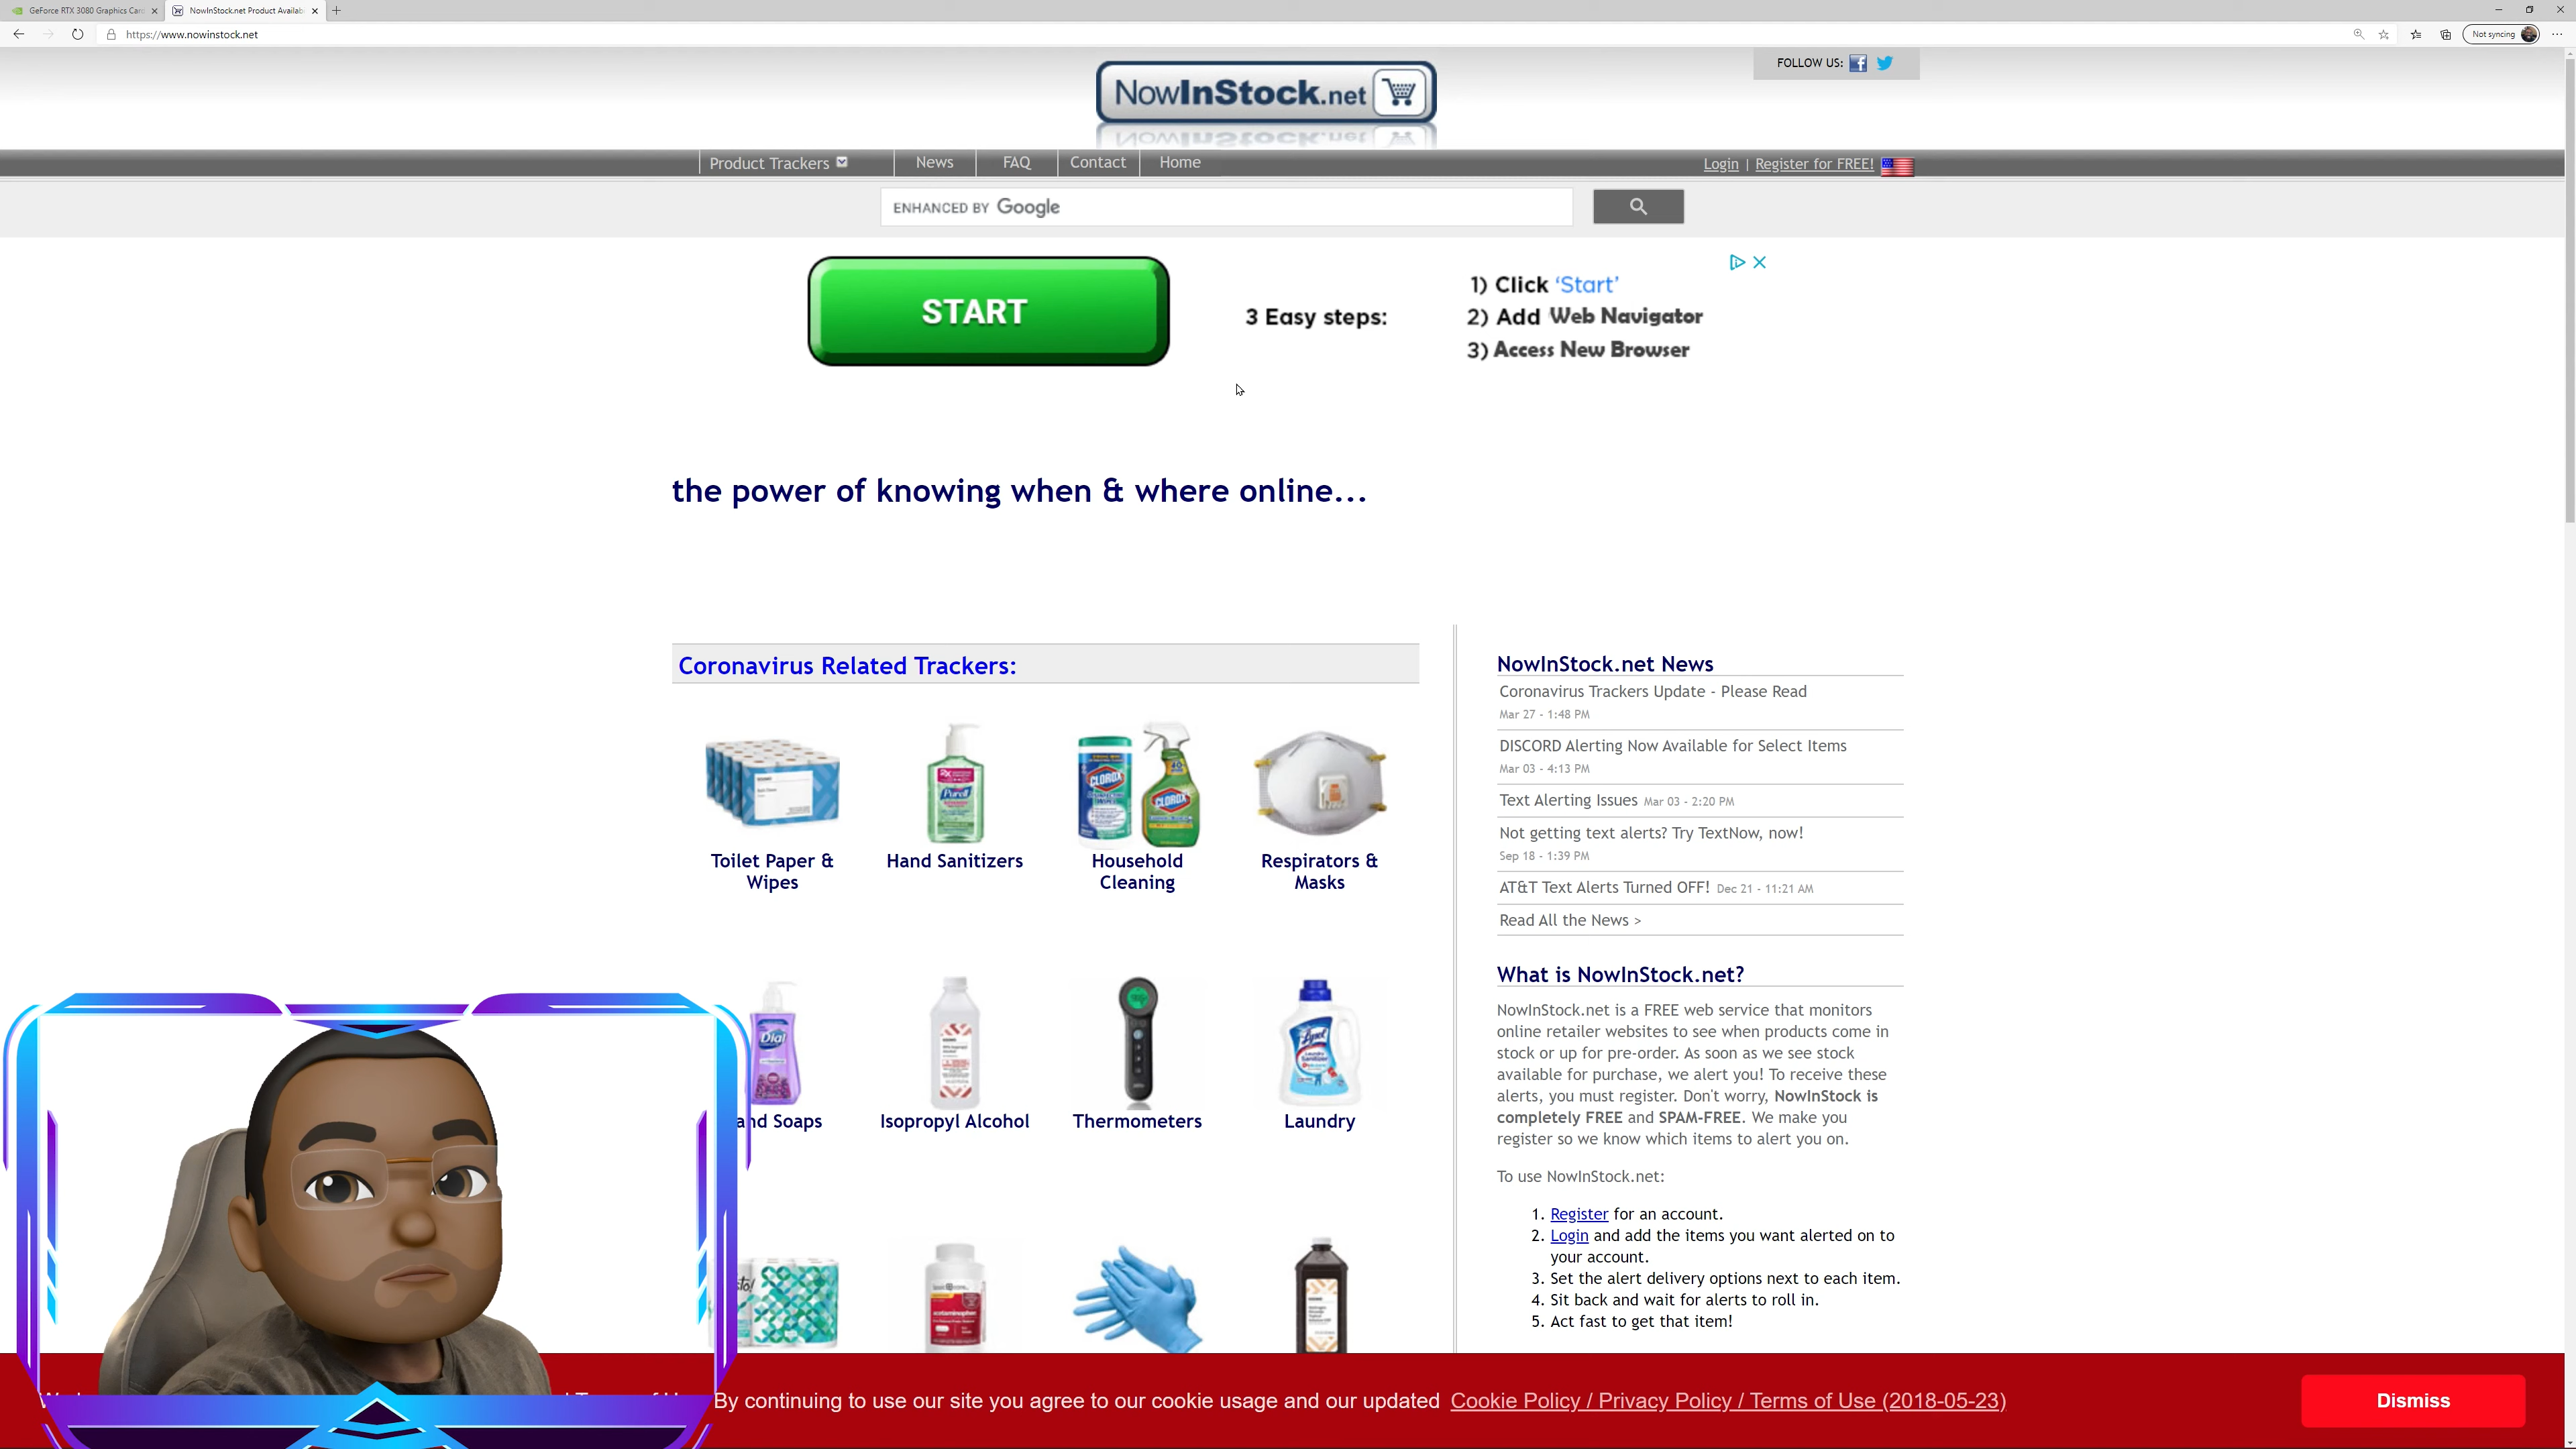 GeForce RTX 3080 Graphics Card
NowInStock.net Product Availab
https://www.nowinstock.net
Not syncing
FOLLOW US:
NowInStock.net
Product Trackers
News
FAQ
Contact
Home
Login | Register for FREE!
ENHANCED BY Google
START
3 Easy steps:
1) Click ‘Start’
2) Add Web Navigator
3) Access New Browser
the power of knowing when & where online...
Coronavirus Related Trackers:
Toilet Paper &
Wipes
Hand Sanitizers
Household
Cleaning
Respirators &
Masks
Purell
CLOROX
CLOROX
Dial
Lysol
and Soaps
Isopropyl Alcohol
Thermometers
Laundry
acetaminophen
NowInStock.net News
Coronavirus Trackers Update - Please Read
Mar 27 - 1:48 PM
DISCORD Alerting Now Available for Select Items
Mar 03 - 4:13 PM
Text Alerting Issues Mar 03 - 2:20 PM
Not getting text alerts? Try TextNow, now!
Sep 18 - 1:39 PM
AT&T Text Alerts Turned OFF! Dec 21 - 11:21 AM
Read All the News >
What is NowInStock.net?
NowInStock.net is a FREE web service that monitors
online retailer websites to see when products come in
stock or up for pre-order. As soon as we see stock
available for purchase, we alert you! To receive these
alerts, you must register. Don't worry, NowInStock is
completely FREE and SPAM-FREE. We make you
register so we know which items to alert you on.
To use NowInStock.net:
1. Register for an account.
2. Login and add the items you want alerted on to
your account.
3. Set the alert delivery options next to each item.
4. Sit back and wait for alerts to roll in.
5. Act fast to get that item!
By continuing to use our site you agree to our cookie usage and our updated Cookie Policy / Privacy Policy / Terms of Use (2018-05-23)
Dismiss